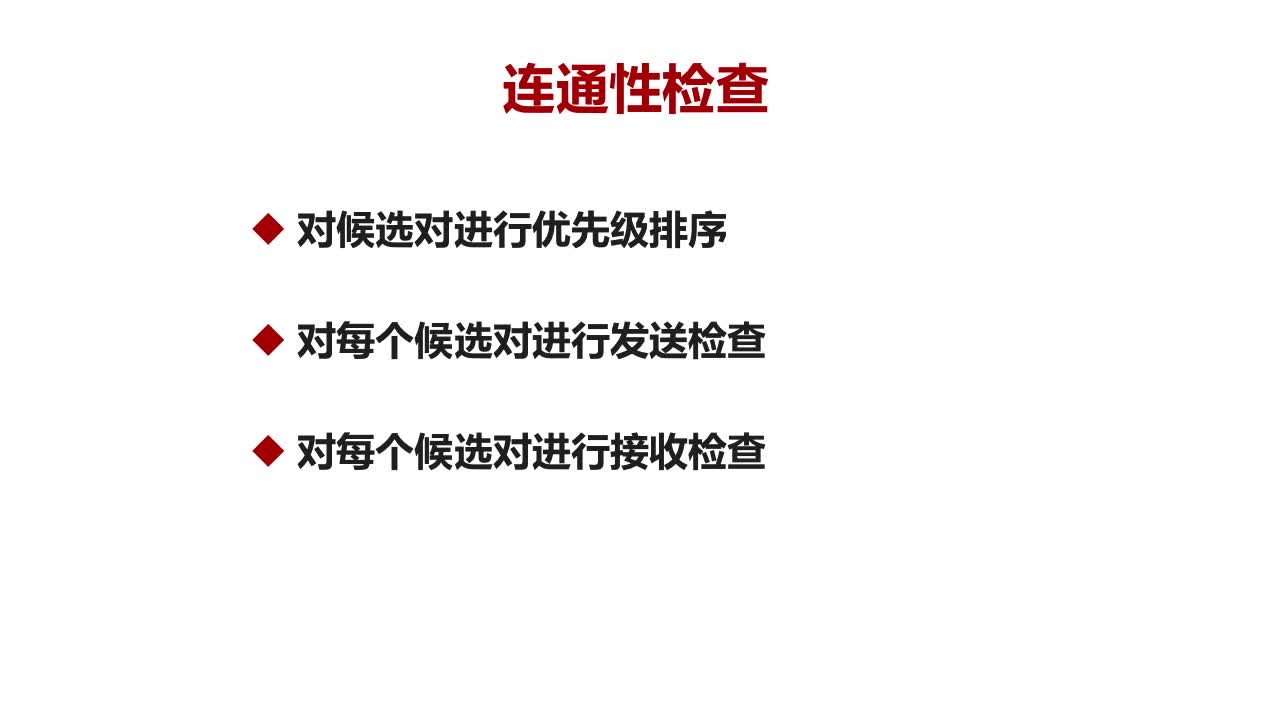 连通性检查
对候选对进行优先级排序
对每个候选对进行发送检查
对每个候选对进行接收检查